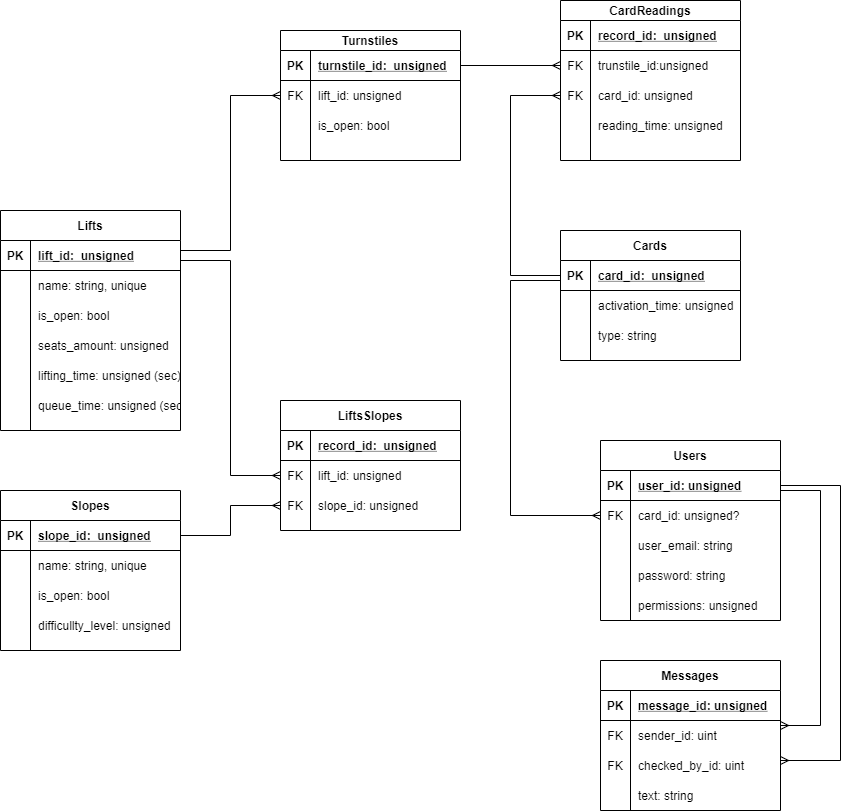 CardReadings
PK record_id: unsigned
FK trunstile_id:unsigned
FK card_id: unsigned
reading_time: unsigned
Turnstiles
PK turnstile_id: unsigned
FK lift_id: unsigned
is_open: bool
Lifts
PK lift_id: unsigned
name: string, unique
is_open: bool
seats_amount: unsigned
lifting_time: unsigned (sec)
queue_time: unsigned (sec
Cards
PK card_id: unsigned
activation_time: unsigned
type: string
LiftsSlopes
PK record_id: unsigned
FK lift_id: unsigned
FK slope_id: unsigned
Slopes
PK slope_id: unsigned
name: string, unique
is_open: bool
difficullty_level: unsigned
Users
PK user_id: unsigned
FK card_id: unsigned?
user_email: string
password: string
permissions: unsigned
Messages
PK message_id: unsigned
FK sender_id: uint
FK checked_by_id: uint
text: string